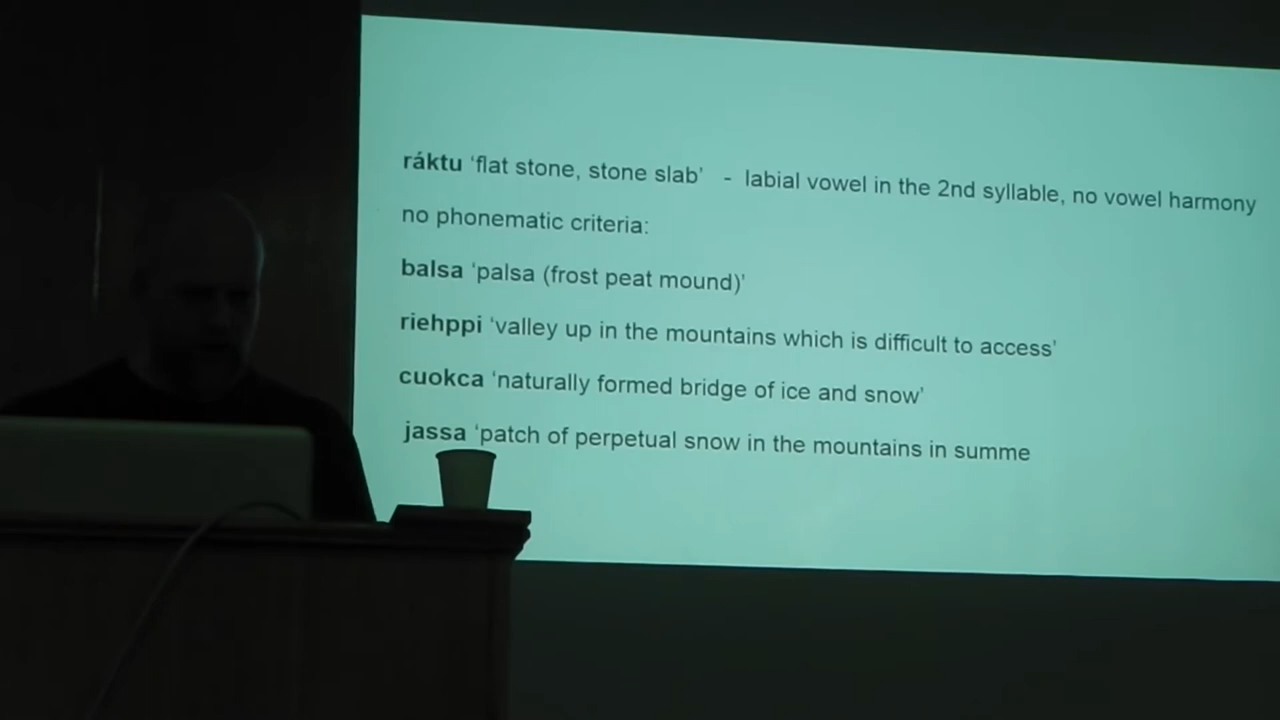 ráktu ‘flat stone, stone slab’ - labial vowel in the 2nd syllable, no vowel harmony
no phonematic criteria:
balsa ‘palsa (frost peat mound)’
riehppi ‘valley up in the mountains which is difficult to access’
cuokca ‘naturally formed bridge of ice and snow’
jassa ‘patch of perpetual snow in the mountains in summe